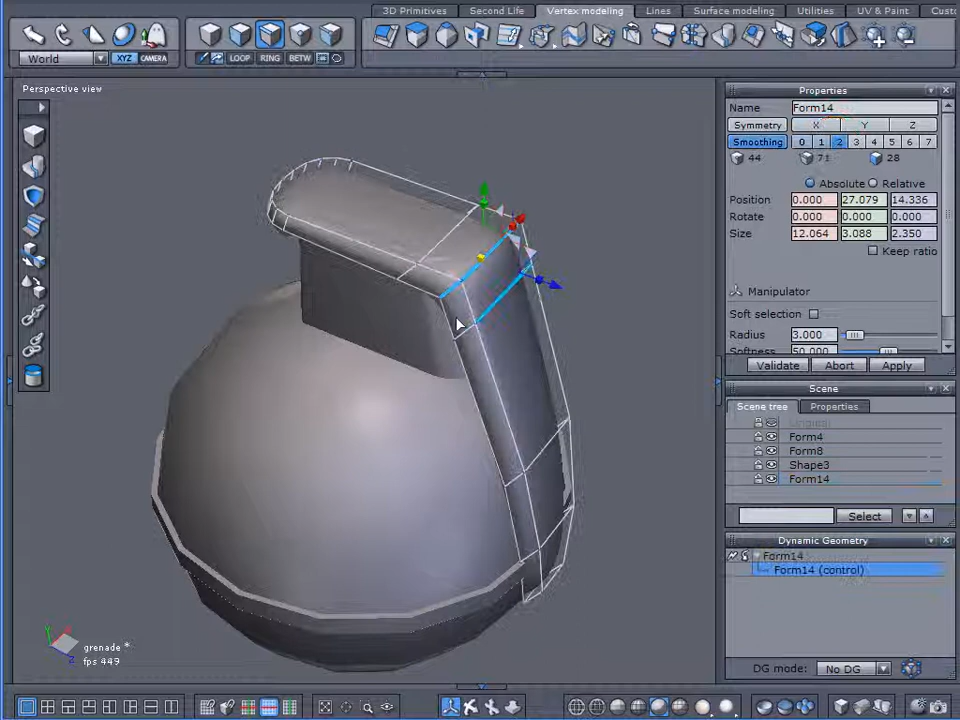 3D Primitives Second Life Vertex modeling Lines Surface modeling Utilities UV & Paint
World XYZ CAMERA LOOP RING BETW
Perspective view
Properties
Name Form14
Symmetry X Y Z
Smoothing 0 1 2 3 4 5 6 7
44 71 28
Absolute Relative
Position 0.000 27.079 14.336
Rotate 0.000 0.000 0.000
Size 12.064 3.088 2.350
Keep ratio
Manipulator
Soft selection
Radius 3.000
Softness 50.000
Validate Abort Apply
Scene
Scene tree Properties
Original
Form4
Form8
Shape3
Form14
Select
Dynamic Geometry
Form14
Form14 (control)
DG mode: No DG
grenade *
fps 449